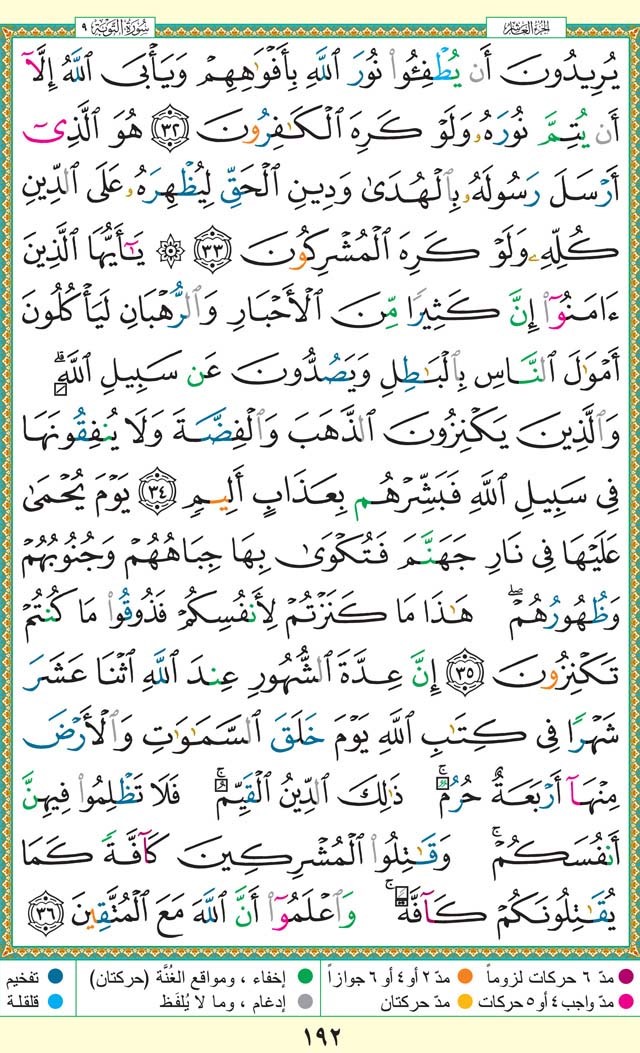 الجزء العاشر سورة التوبة ٩
يُرِيدُونَ أَن يُطْفِـُٔوا۟ نُورَ ٱللَّهِ بِأَفْوَٰهِهِمْ وَيَأْبَى ٱللَّهُ إِلَّآ
أَن يُتِمَّ نُورَهُۥ وَلَوْ كَرِهَ ٱلْكَـٰفِرُونَ ٣٢ هُوَ ٱلَّذِىٓ
أَرْسَلَ رَسُولَهُۥ بِٱلْهُدَىٰ وَدِينِ ٱلْحَقِّ لِيُظْهِرَهُۥ عَلَى ٱلدِّينِ
كُلِّهِۦ وَلَوْ كَرِهَ ٱلْمُشْرِكُونَ ٣٣ ۞ يَـٰٓأَيُّهَا ٱلَّذِينَ
ءَامَنُوٓا۟ إِنَّ كَثِيرًا مِّنَ ٱلْأَحْبَارِ وَٱلرُّهْبَانِ لَيَأْكُلُونَ
أَمْوَٰلَ ٱلنَّاسِ بِٱلْبَـٰطِلِ وَيَصُدُّونَ عَن سَبِيلِ ٱللَّهِ ۗ
وَٱلَّذِينَ يَكْنِزُونَ ٱلذَّهَبَ وَٱلْفِضَّةَ وَلَا يُنفِقُونَهَا
فِى سَبِيلِ ٱللَّهِ فَبَشِّرْهُم بِعَذَابٍ أَلِيمٍ ٣٤ يَوْمَ يُحْمَىٰ
عَلَيْهَا فِى نَارِ جَهَنَّمَ فَتُكْوَىٰ بِهَا جِبَاهُهُمْ وَجُنُوبُهُمْ
وَظُهُورُهُمْ ۖ هَـٰذَا مَا كَنَزْتُمْ لِأَنفُسِكُمْ فَذُوقُوا۟ مَا كُنتُمْ
تَكْنِزُونَ ٣٥ إِنَّ عِدَّةَ ٱلشُّهُورِ عِندَ ٱللَّهِ ٱثْنَا عَشَرَ
شَهْرًا فِى كِتَـٰبِ ٱللَّهِ يَوْمَ خَلَقَ ٱلسَّمَـٰوَٰتِ وَٱلْأَرْضَ
مِنْهَآ أَرْبَعَةٌ حُرُمٌ ۚ ذَٰلِكَ ٱلدِّينُ ٱلْقَيِّمُ ۚ فَلَا تَظْلِمُوا۟ فِيهِنَّ
أَنفُسَكُمْ ۚ وَقَـٰتِلُوا۟ ٱلْمُشْرِكِينَ كَآفَّةً كَمَا
يُقَـٰتِلُونَكُمْ كَآفَّةً ۚ وَٱعْلَمُوٓا۟ أَنَّ ٱللَّهَ مَعَ ٱلْمُتَّقِينَ ٣٦
مدّ ٦ حركات لزوماً مدّ ٢ أو ٤ أو ٦ جوازاً إخفاء ، ومواقع الغُنَّة (حركتان) تفخيم
مدّ واجب ٤ أو ٥ حركات مدّ حركتان إدغام ، وما لا يُلفَظ قلقلة
١٩٢